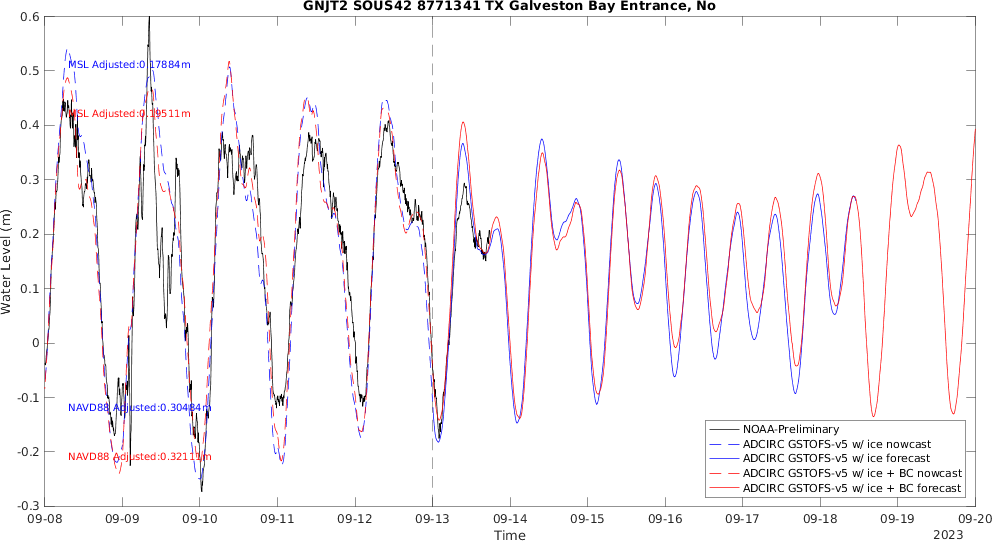 GNJT2 SOUS42 8771341 TX Galveston Bay Entrance, No
0.6
0.5
0.4
0.3
0.2
0.1
0
-0.1
-0.2
-0.3
Water Level (m)
MSL Adjusted:0.17884m
MSL Adjusted:0.19511m
NAVD88 Adjusted:0.30484m
NAVD88 Adjusted:0.32111m
NOAA-Preliminary
ADCIRC GSTOFS-v5 w/ ice nowcast
ADCIRC GSTOFS-v5 w/ ice forecast
ADCIRC GSTOFS-v5 w/ ice + BC nowcast
ADCIRC GSTOFS-v5 w/ ice + BC forecast
09-08 09-09 09-10 09-11 09-12 09-13 09-14 09-15 09-16 09-17 09-18 09-19 09-20
Time
2023